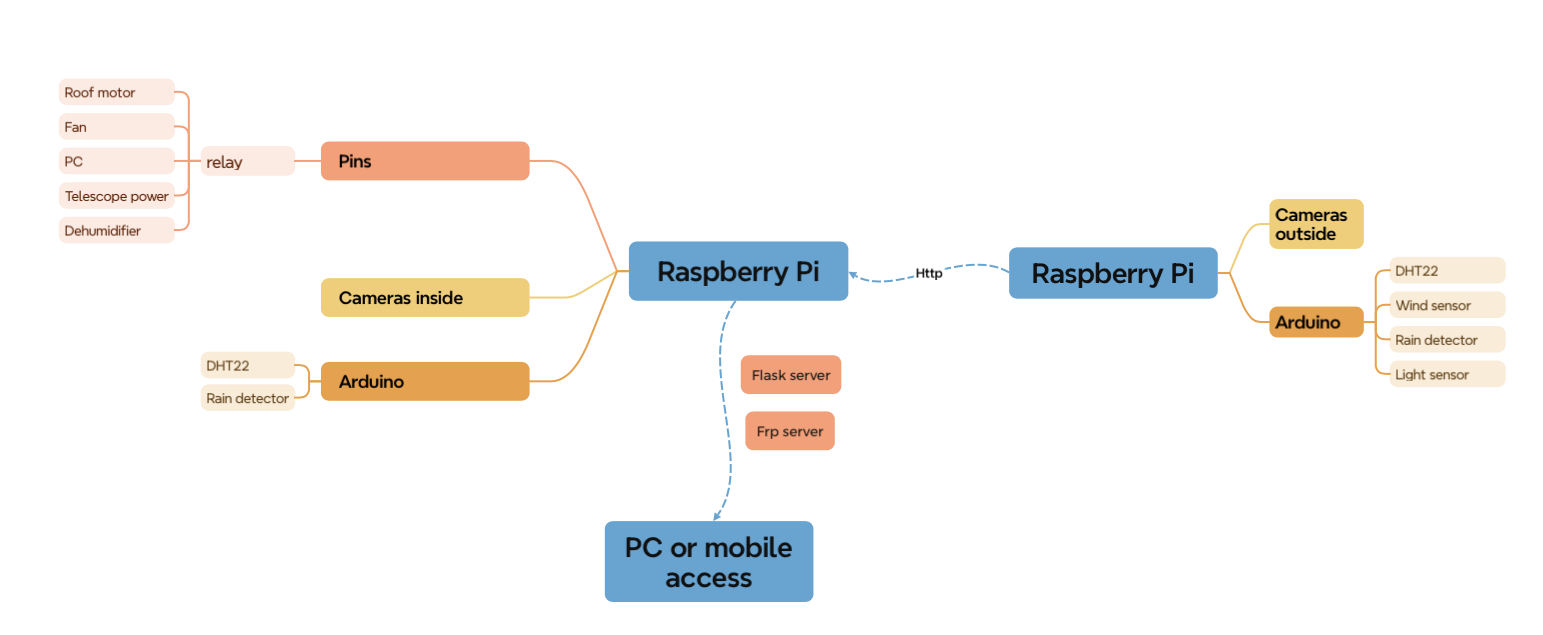 Roof motor
Fan
PC
Telescope power
Dehumidifier
relay
Pins
Cameras inside
DHT22
Rain detector
Arduino
Raspberry Pi
Http
Raspberry Pi
Cameras
outside
Arduino
DHT22
Wind sensor
Rain detector
Light sensor
Flask server
Frp server
PC or mobile
access